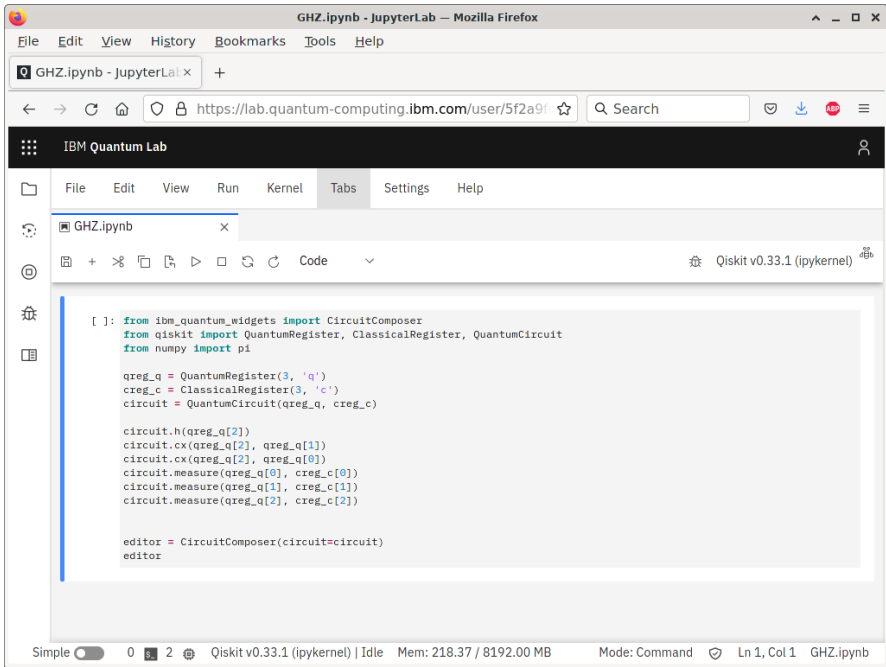 GHZ.ipynb - JupyterLab — Mozilla Firefox
File Edit View History Bookmarks Tools Help
GHZ.ipynb - JupyterLa
https://lab.quantum-computing.ibm.com/user/5f2a9f
Search
ABP
IBM Quantum Lab
File Edit View Run Kernel Tabs Settings Help
GHZ.ipynb
Code
Qiskit v0.33.1 (ipykernel)
[ ]: from ibm_quantum_widgets import CircuitComposer
from qiskit import QuantumRegister, ClassicalRegister, QuantumCircuit
from numpy import pi
qreg_q = QuantumRegister(3, 'q')
creg_c = ClassicalRegister(3, 'c')
circuit = QuantumCircuit(qreg_q, creg_c)
circuit.h(qreg_q[2])
circuit.cx(qreg_q[2], qreg_q[1])
circuit.cx(qreg_q[2], qreg_q[0])
circuit.measure(qreg_q[0], creg_c[0])
circuit.measure(qreg_q[1], creg_c[1])
circuit.measure(qreg_q[2], creg_c[2])
editor = CircuitComposer(circuit=circuit)
editor
Simple 0 2 Qiskit v0.33.1 (ipykernel) | Idle Mem: 218.37 / 8192.00 MB Mode: Command Ln 1, Col 1 GHZ.ipynb